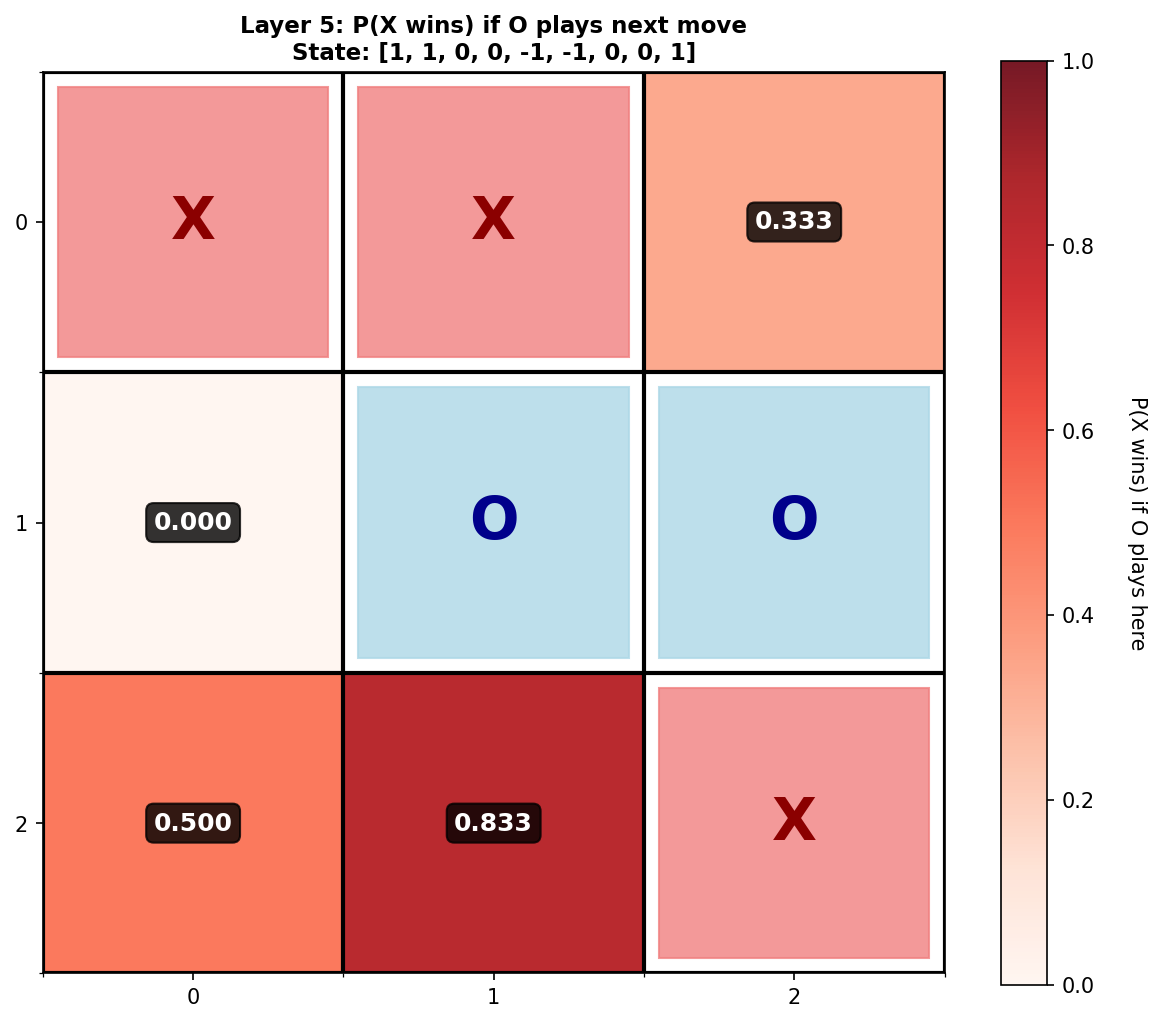 Layer 5: P(X wins) if O plays next move
State: [1, 1, 0, 0, -1, -1, 0, 0, 1]
0
X
X
0.333
1
0.000
O
O
2
0.500
0.833
X
0
1
2
1.0
0.8
0.6
0.4
0.2
0.0
P(X wins) if O plays here